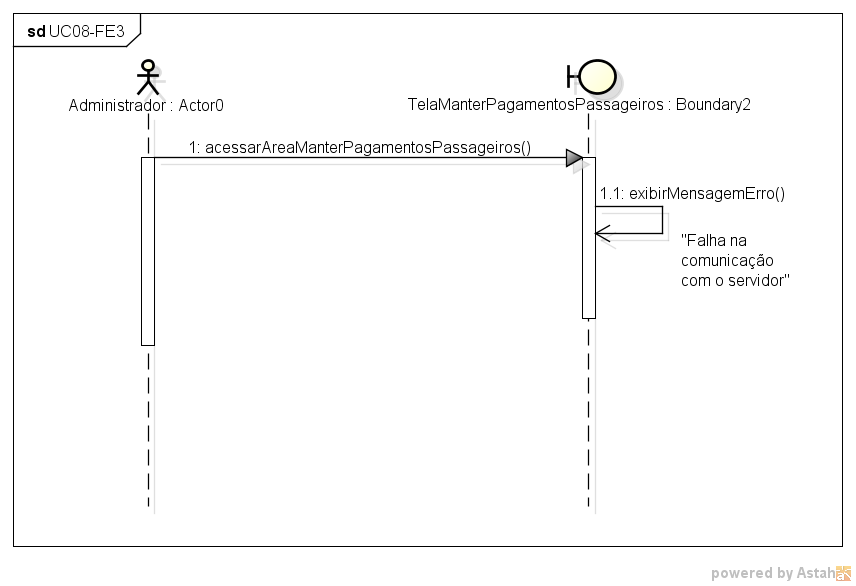 sd UC08-FE3
Administrador : Actor0
TelaManterPagamentosPassageiros : Boundary2
1: acessarAreaManterPagamentosPassageiros()
1.1: exibirMensagemErro()
"Falha na
comunicação
com o servidor"
powered by Astah